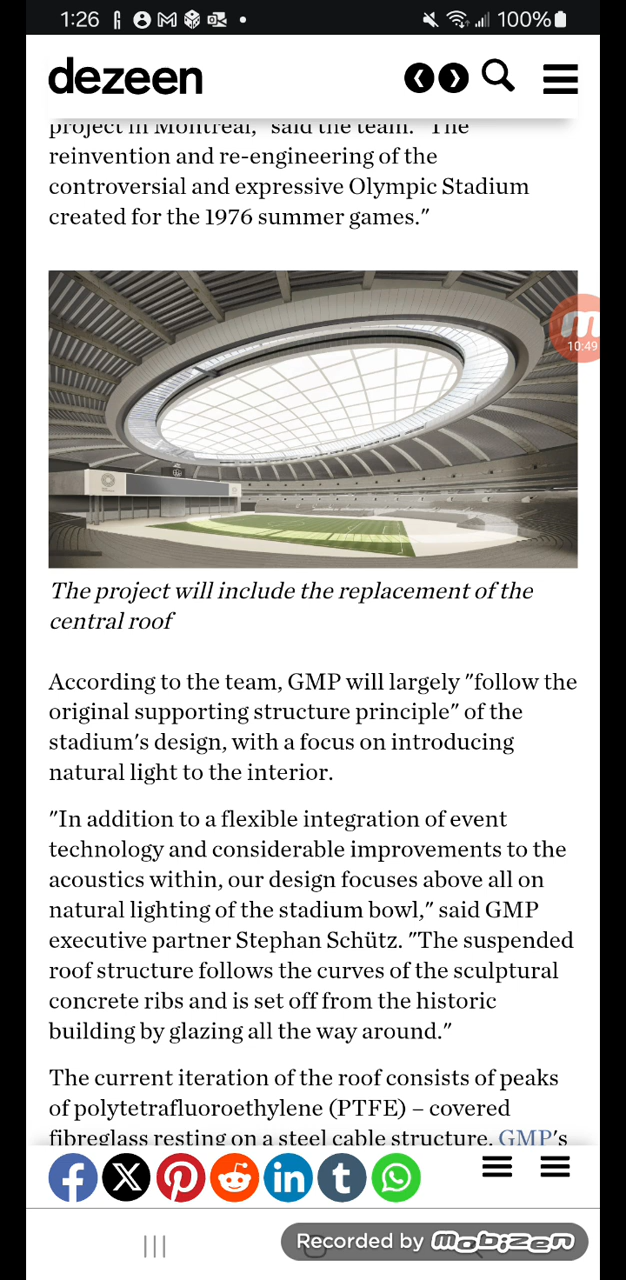 1:26 100%
dezeen
project in Montreal," said the team. "The
reinvention and re-engineering of the
controversial and expressive Olympic Stadium
created for the 1976 summer games."
10:49
The project will include the replacement of the
central roof
According to the team, GMP will largely "follow the
original supporting structure principle" of the
stadium's design, with a focus on introducing
natural light to the interior.
"In addition to a flexible integration of event
technology and considerable improvements to the
acoustics within, our design focuses above all on
natural lighting of the stadium bowl," said GMP
executive partner Stephan Schütz. "The suspended
roof structure follows the curves of the sculptural
concrete ribs and is set off from the historic
building by glazing all the way around."
The current iteration of the roof consists of peaks
of polytetrafluoroethylene (PTFE) – covered
fibreglass resting on a steel cable structure. GMP's
Recorded by mobizen